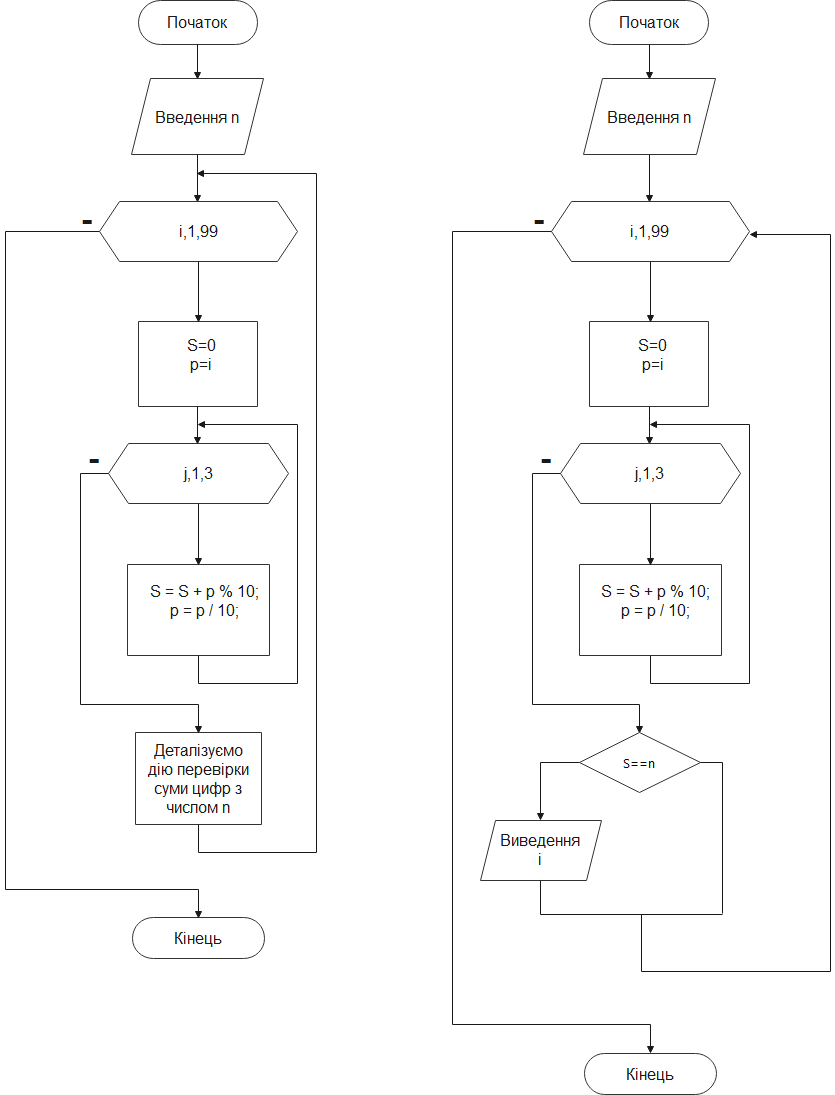 Початок
Введення n
-
i,1,99
S=0
p=i
-
j,1,3
S = S + p % 10;
p = p / 10;
Деталізуємо
дію перевірки
суми цифр з
числом n
Кінець
Початок
Введення n
-
i,1,99
S=0
p=i
-
j,1,3
S = S + p % 10;
p = p / 10;
S==n
Виведення
i
Кінець